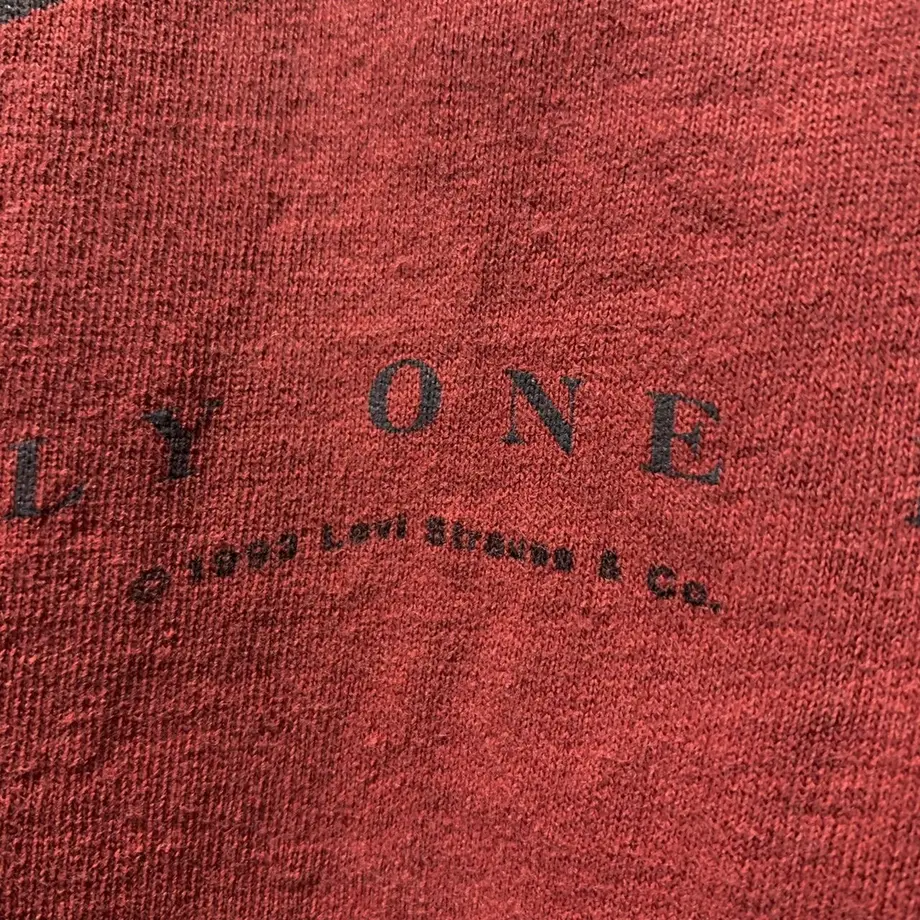 LY ONE
© 1993 Levi Strauss & Co.